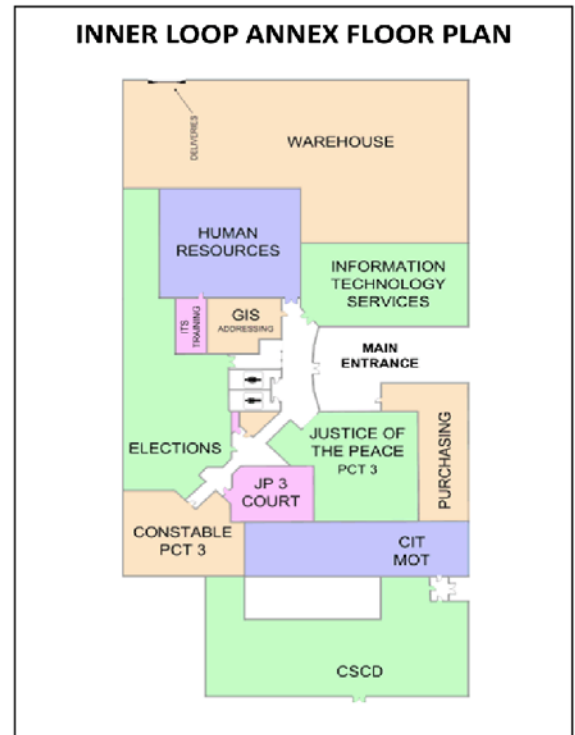 INNER LOOP ANNEX FLOOR PLAN
DELIVERIES
WAREHOUSE
HUMAN
RESOURCES
INFORMATION
TECHNOLOGY
SERVICES
ITS
TRAINING
GIS
ADDRESSING
MAIN
ENTRANCE
ELECTIONS
JUSTICE OF
THE PEACE
PCT 3
PURCHASING
JP 3
COURT
CONSTABLE
PCT 3
CIT
MOT
CSCD